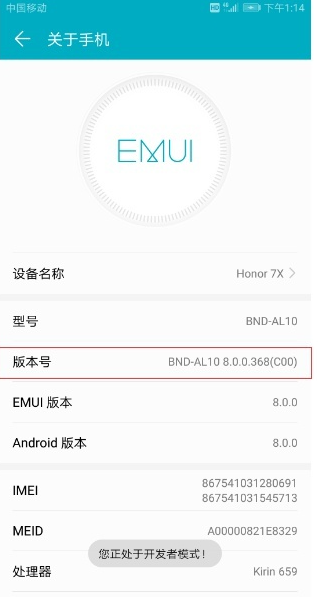 中国移动 HD 4G 下午1:14
关于手机
EMUI
设备名称 Honor 7X
型号 BND-AL10
版本号 BND-AL10 8.0.0.368(C00)
EMUI 版本 8.0.0
Android 版本 8.0.0
IMEI 867541031280691
867541031545713
MEID A00000821E8329
您正处于开发者模式！
处理器 Kirin 659